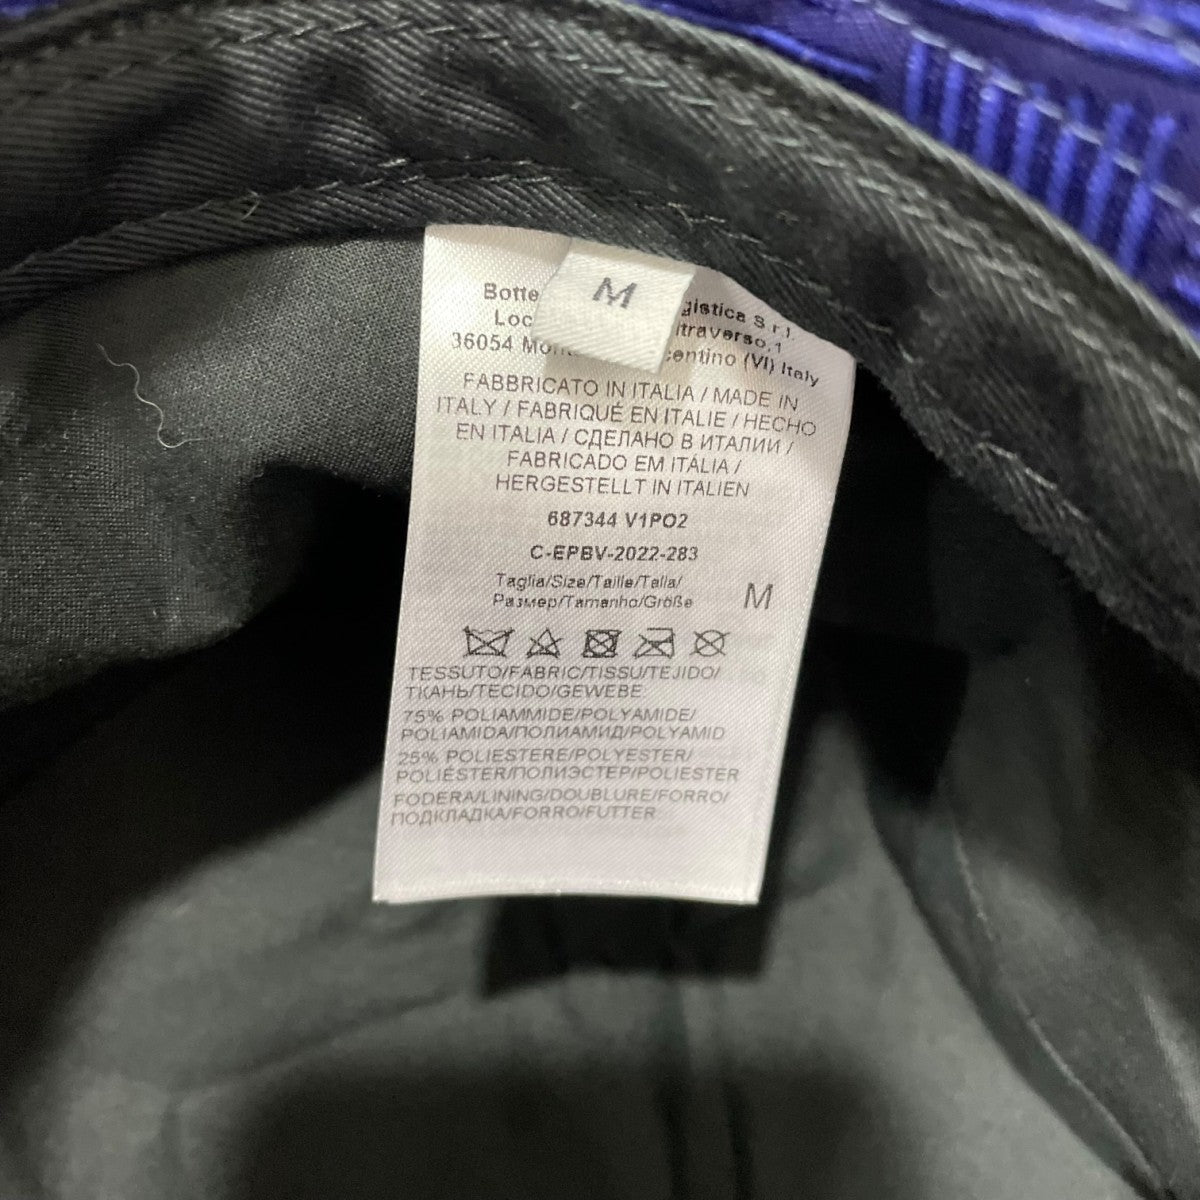 M
Botte gistica S r.l.
Loc traverso,1
36054 Mo entino (VI) Italy
FABBRICATO IN ITALIA / MADE IN
ITALY / FABRIQUÉ EN ITALIE / HECHO
EN ITALIA / СДЕЛАНО В ИТАЛИИ /
FABRICADO EM ITÁLIA /
HERGESTELLT IN ITALIEN
687344 V1PO2
C-EPBV-2022-283
Taglia/Size/Taille/Talla/
Размер/Tamanho/Größe M
TESSUTO/FABRIC/TISSU/TEJIDO/
ТКАНЬ/TECIDO/GEWEBE:
75% POLIAMMIDE/POLYAMIDE/
POLIAMIDA/ПОЛИАМИД/POLYAMID
25% POLIESTERE/POLYESTER/
POLIÉSTER/ПОЛИЭСТЕР/POLIESTER
FODERA/LINING/DOUBLURE/FORRO/
ПОДКЛАДКА/FORRO/FUTTER: